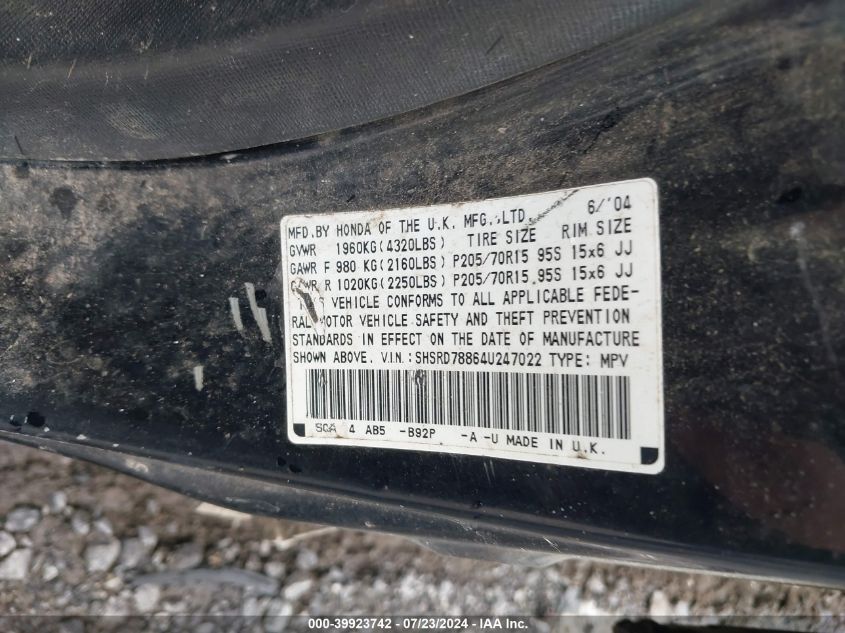 MFD.BY HONDA OF THE U.K. MFG.,LTD. 6/'04
GVWR 1960KG(4320LBS) TIRE SIZE RIM SIZE
GAWR F 980 KG(2160LBS) P205/70R15 95S 15x6 JJ
R 1020KG(2250LBS) P205/70R15 95S 15x6 JJ
VEHICLE CONFORMS TO ALL APPLICABLE FEDE-
RAL MOTOR VEHICLE SAFETY AND THEFT PREVENTION
STANDARDS IN EFFECT ON THE DATE OF MANUFACTURE
SHOWN ABOVE. V.I.N.:SHSRD78864U247022 TYPE: MPV
4 AB5 -B92P -A -U MADE IN U.K.
000-39923742 - 07/23/2024 - IAA Inc.